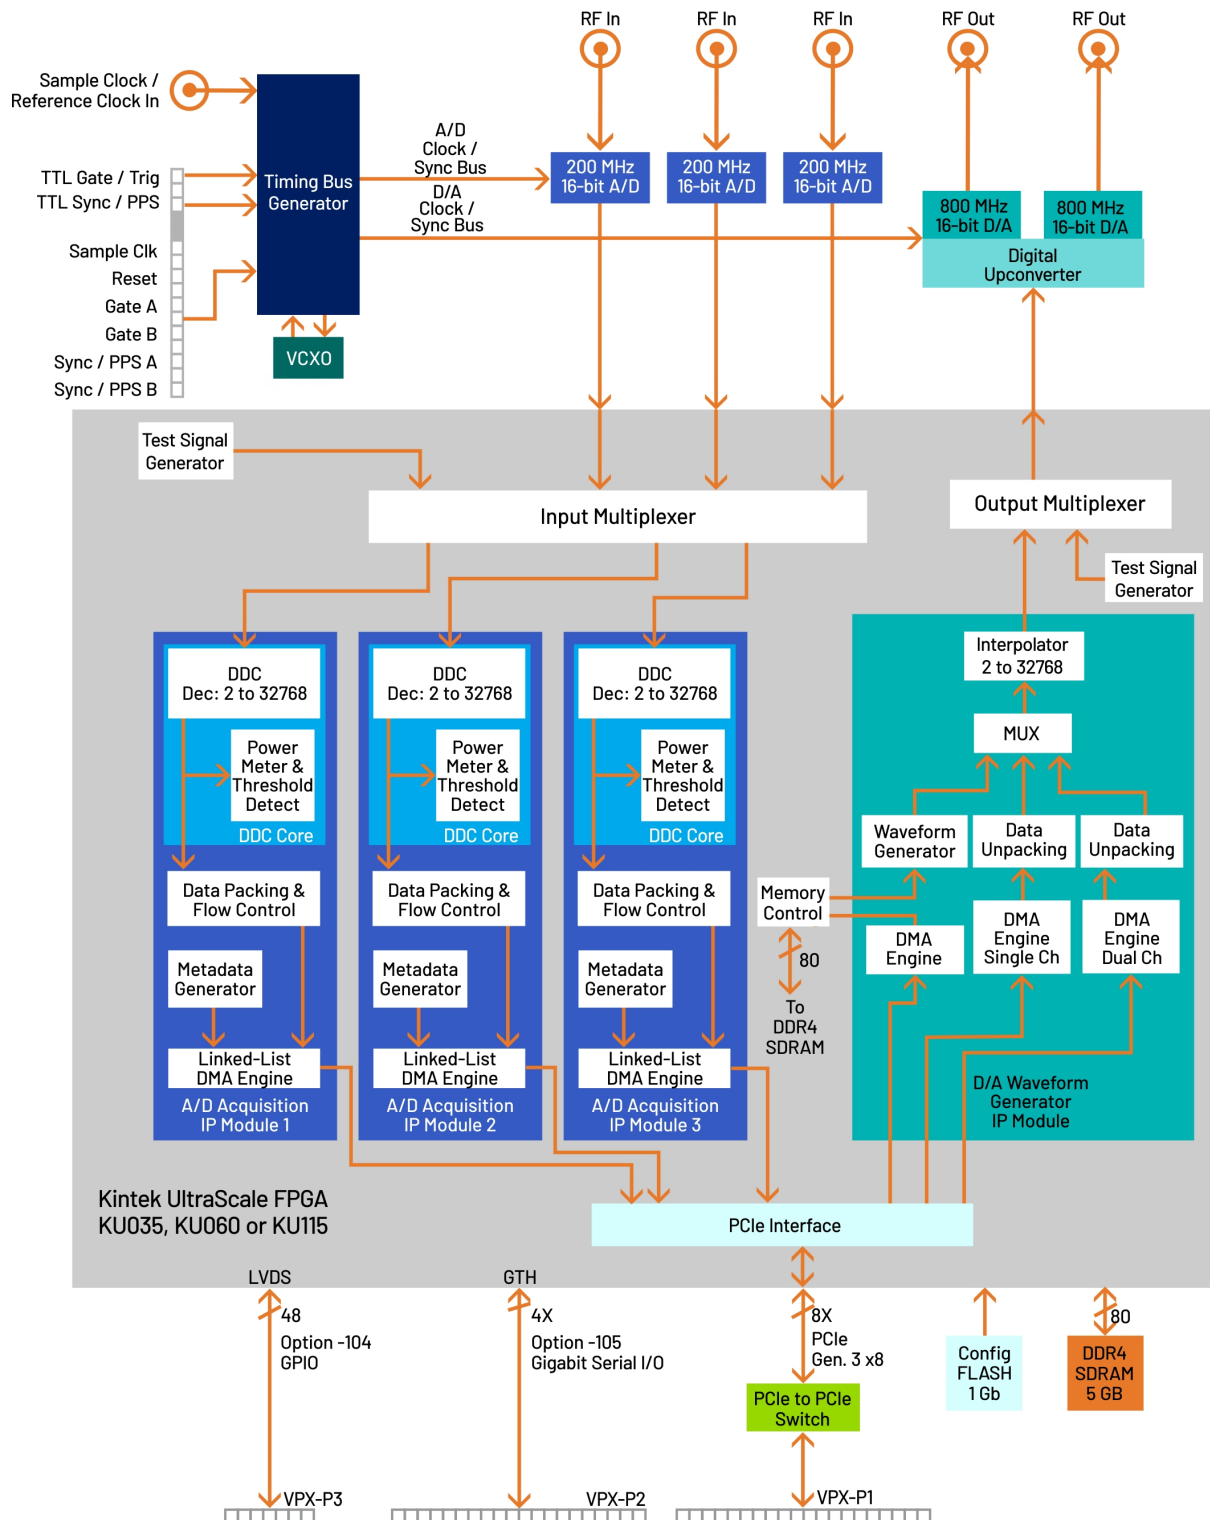 RF In
RF In
RF In
RF Out
RF Out
Sample Clock /
Reference Clock In
TTL Gate / Trig
TTL Sync / PPS
Sample Clk
Reset
Gate A
Gate B
Sync / PPS A
Sync / PPS B
Timing Bus
Generator
VCXO
A/D
Clock /
Sync Bus
D/A
Clock /
Sync Bus
200 MHz
16-bit A/D
200 MHz
16-bit A/D
200 MHz
16-bit A/D
800 MHz
16-bit D/A
800 MHz
16-bit D/A
Digital
Upconverter
Test Signal
Generator
Input Multiplexer
Output Multiplexer
Test Signal
Generator
DDC
Dec: 2 to 32768
Power
Meter &
Threshold
Detect
DDC Core
Data Packing &
Flow Control
Metadata
Generator
Linked-List
DMA Engine
A/D Acquisition
IP Module 1
DDC
Dec: 2 to 32768
Power
Meter &
Threshold
Detect
DDC Core
Data Packing &
Flow Control
Metadata
Generator
Linked-List
DMA Engine
A/D Acquisition
IP Module 2
DDC
Dec: 2 to 32768
Power
Meter &
Threshold
Detect
DDC Core
Data Packing &
Flow Control
Metadata
Generator
Linked-List
DMA Engine
A/D Acquisition
IP Module 3
Memory
Control
80
To
DDR4
SDRAM
Interpolator
2 to 32768
MUX
Waveform
Generator
Data
Unpacking
Data
Unpacking
DMA
Engine
DMA
Engine
Single Ch
DMA
Engine
Dual Ch
D/A Waveform
Generator
IP Module
Kintek UltraScale FPGA
KU035, KU060 or KU115
PCIe Interface
LVDS
48
Option -104
GPIO
VPX-P3
GTH
4X
Option -105
Gigabit Serial I/O
VPX-P2
8X
PCIe
Gen. 3 x8
PCIe to PCIe
Switch
VPX-P1
Config
FLASH
1 Gb
80
DDR4
SDRAM
5 GB